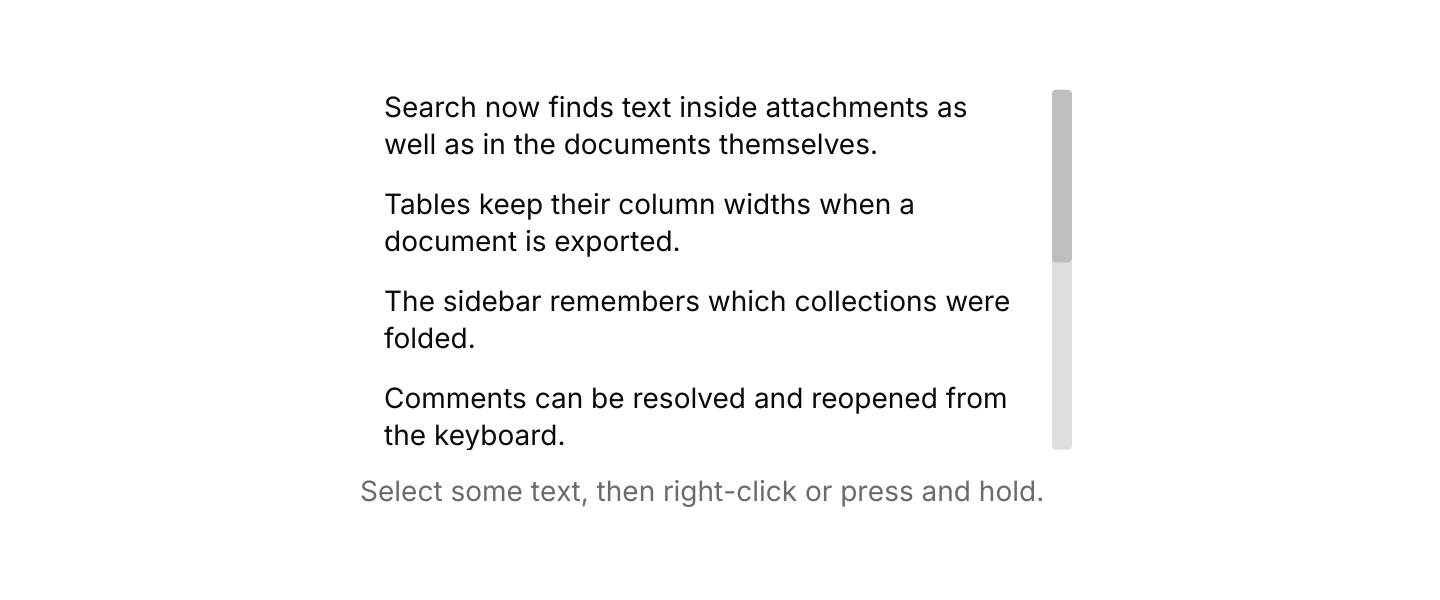 Search now finds text inside attachments as
well as in the documents themselves.
Tables keep their column widths when a
document is exported.
The sidebar remembers which collections were
folded.
Comments can be resolved and reopened from
the keyboard.
Select some text, then right-click or press and hold.